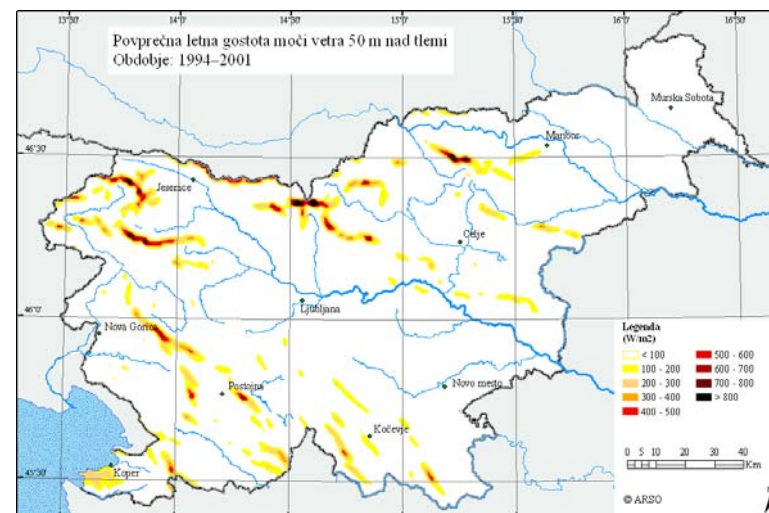 13°30' 14°0' 14°30' 15°0' 15°30' 16°0' 16°30'
Povprečna letna gostota moči vetra 50 m nad tlemi
Obdobje: 1994–2001
Murska Sobota
Maribor
46°30'
Jesenice
Celje
46°0'
Ljubljana
Nova Gorica
Legenda
(W/m2)
< 100
100 - 200
200 - 300
300 - 400
400 - 500
500 - 600
600 - 700
700 - 800
> 800
Postojna
Novo mesto
Kočevje
Koper
45°30'
0 5 10 20 30 40
Km
© ARSO